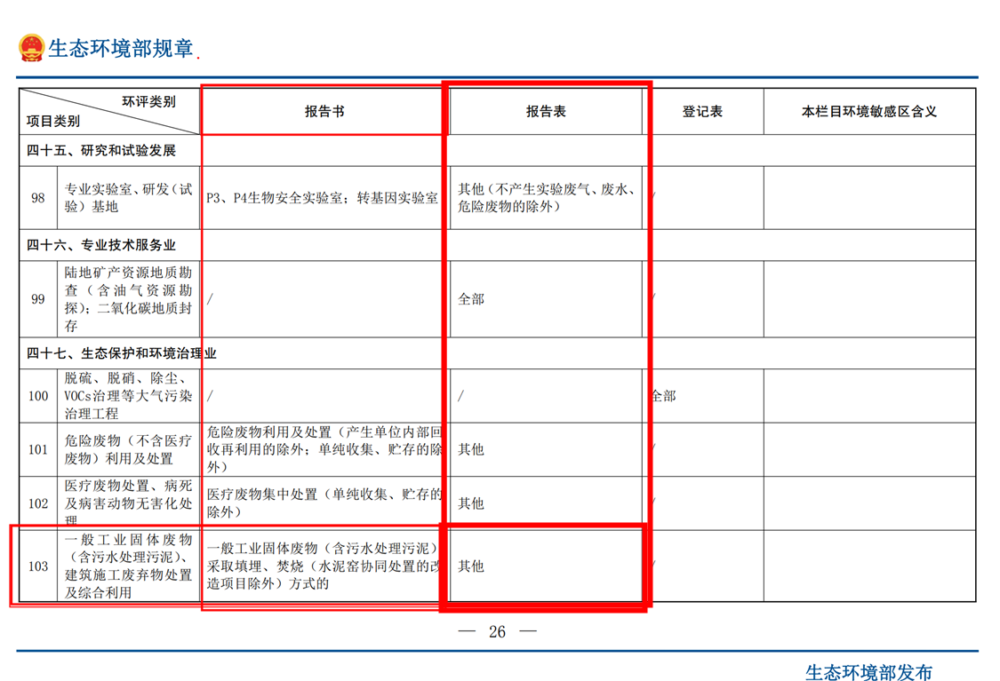 生态环境部规章
环评类别
项目类别
报告书
报告表
登记表
本栏目环境敏感区含义
四十五、研究和试验发展
98
专业实验室、研发(试
验)基地
P3、P4生物安全实验室;转基因实验室
其他(不产生实验废气、废水、
危险废物的除外)
/
四十六、专业技术服务业
99
陆地矿产资源地质勘
查(含油气资源勘
探);二氧化碳地质封
存
/
全部
/
四十七、生态保护和环境治理业
100
脱硫、脱硝、除尘、
VOCs治理等大气污染
治理工程
/
/
全部
101
危险废物(不含医疗
废物)利用及处置
危险废物利用及处置(产生单位内部回
收再利用的除外;单纯收集、贮存的除
外)
其他
/
102
医疗废物处置、病死
及病害动物无害化处
理
医疗废物集中处置(单纯收集、贮存的
除外)
其他
/
103
一般工业固体废物
(含污水处理污泥)、
建筑施工废弃物处置
及综合利用
一般工业固体废物(含污水处理污泥)
采取填埋、焚烧(水泥窑协同处置的改
造项目除外)方式的
其他
/
— 26 —
生态环境部发布